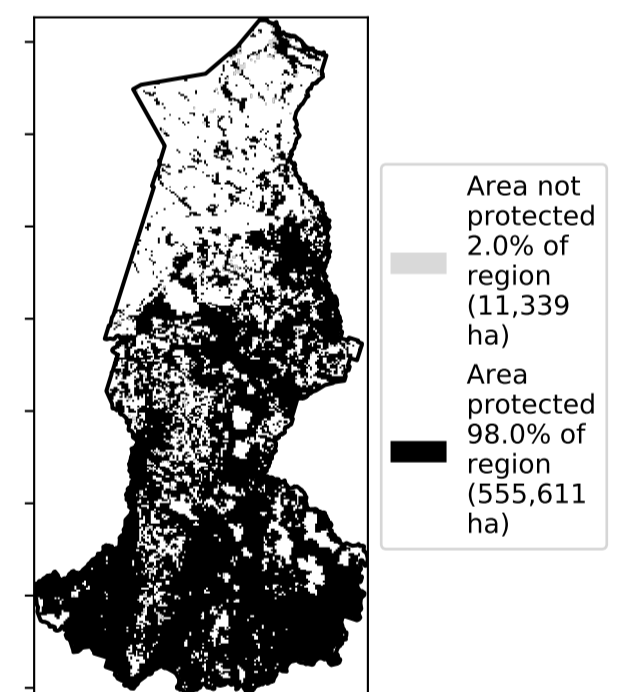 Area not
protected
2.0% of
region
(11,339
ha)
Area
protected
98.0% of
region
(555,611
ha)